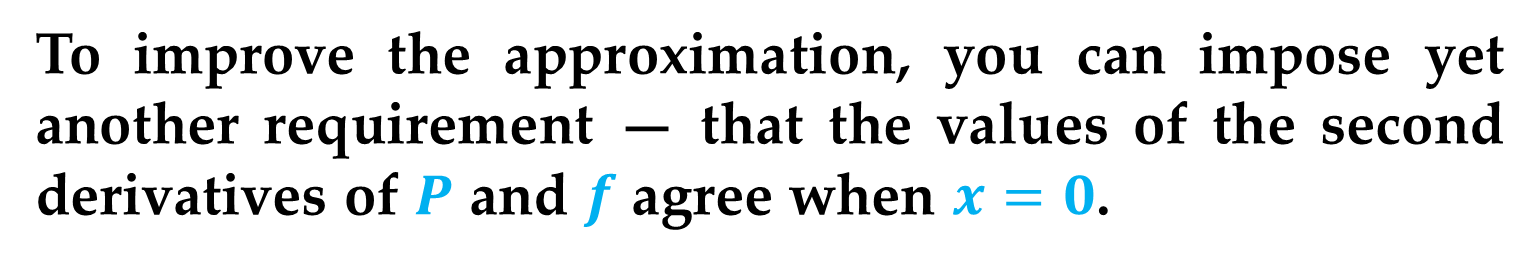 To improve the approximation, you can impose yet
another requirement — that the values of the second
derivatives of P and f agree when x = 0.